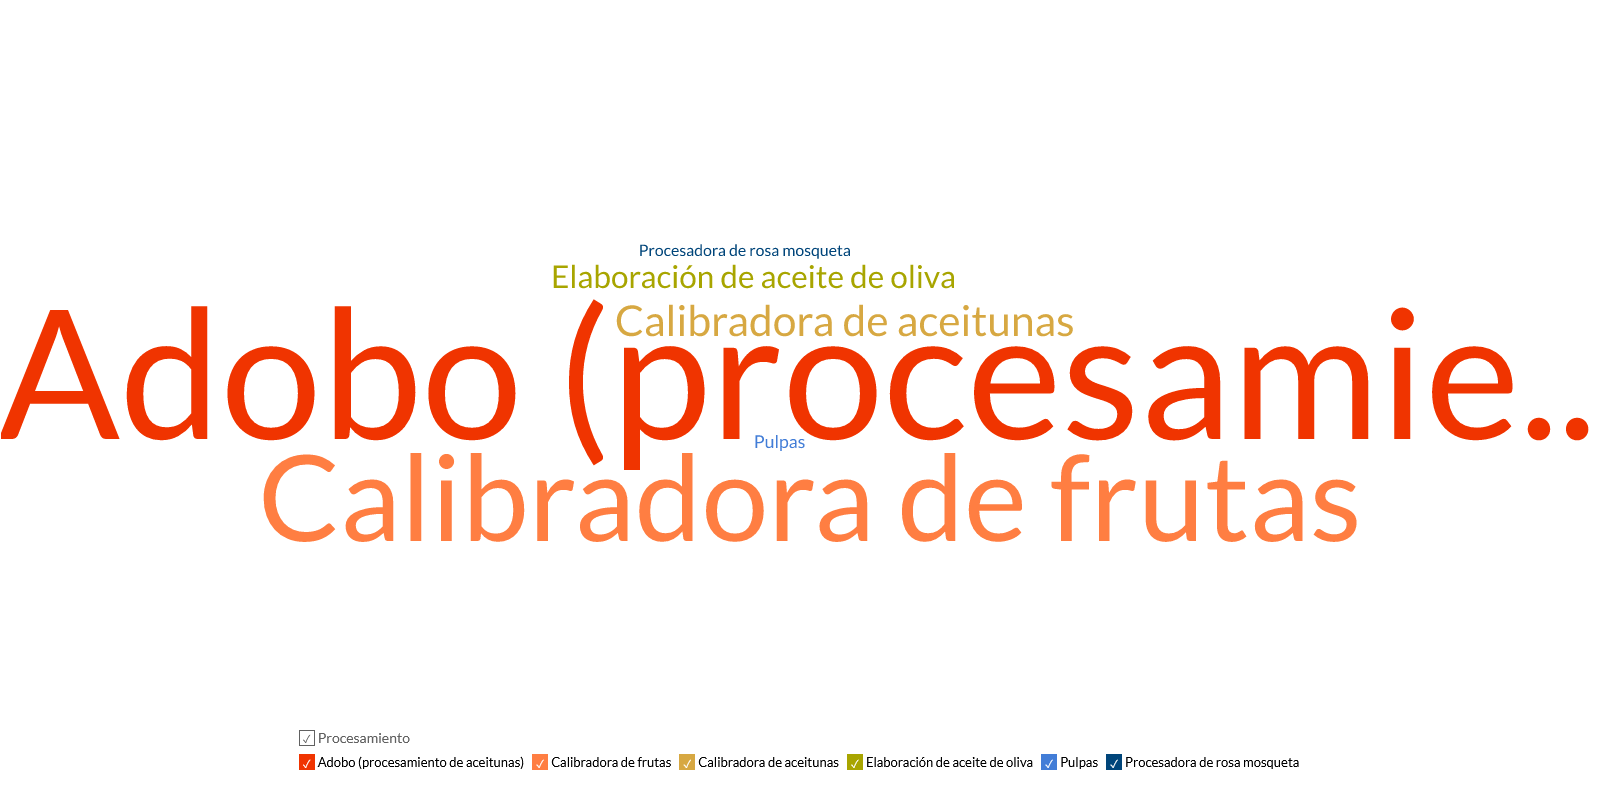 Procesadora de rosa mosqueta
Elaboración de aceite de oliva
Calibradora de aceitunas
Adobo (procesamie..
Pulpas
Calibradora de frutas
Procesamiento
Adobo (procesamiento de aceitunas) Calibradora de frutas Calibradora de aceitunas Elaboración de aceite de oliva Pulpas Procesadora de rosa mosqueta